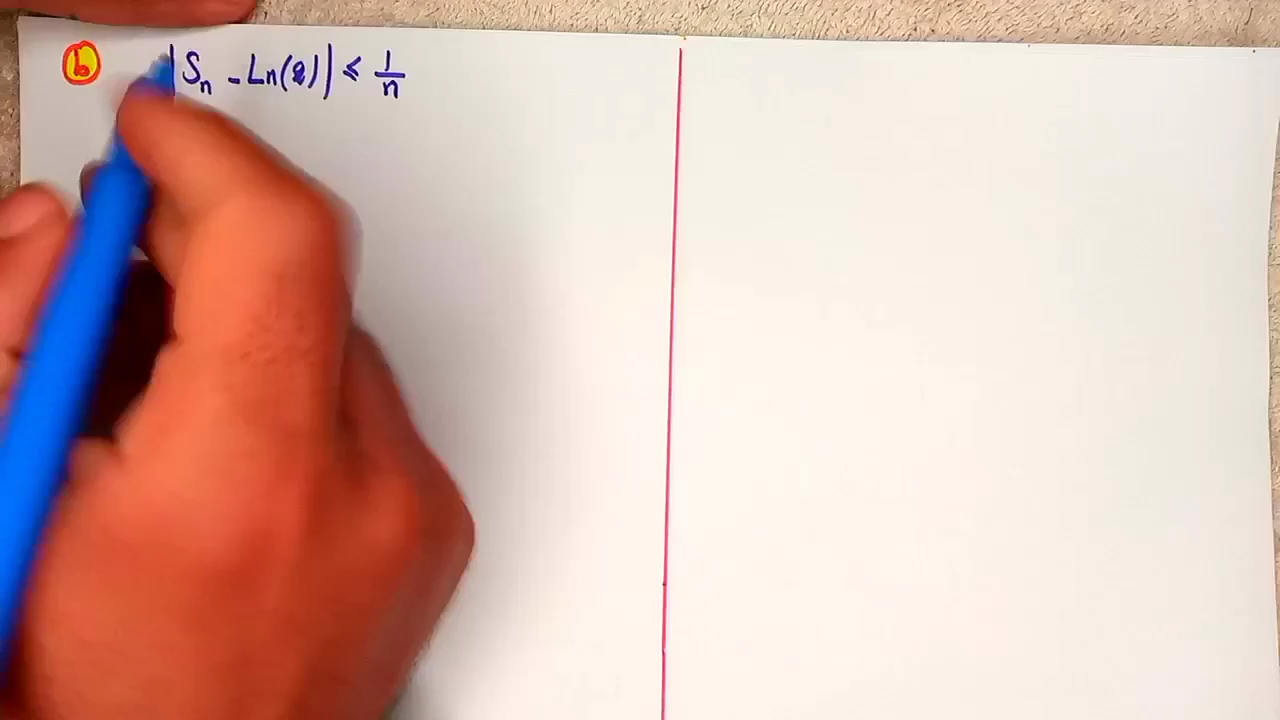 b |Sn - Ln(2)| ≤ 1/n